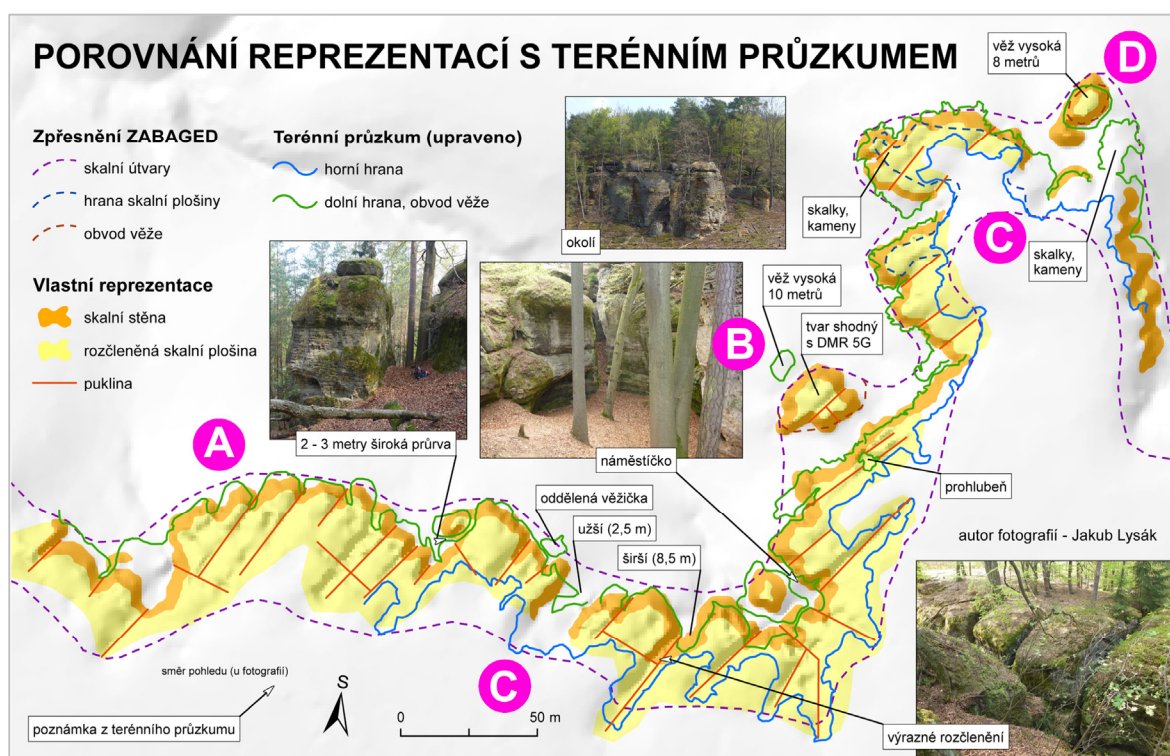 POROVNÁNÍ REPREZENTACÍ S TERÉNNÍM PRŮZKUMEM
Zpřesnění ZABAGED
skalní útvary
hrana skalní plošiny
obvod věže
Terénní průzkum (upraveno)
horní hrana
dolní hrana, obvod věže
Vlastní reprezentace
skalní stěna
rozčleněná skalní plošina
puklina
věž vysoká
8 metrů
D
okolí
skalky,
kameny
C
skalky,
kameny
věž vysoká
10 metrů
B
tvar shodný
s DMR 5G
A
2 - 3 metry široká průrva
náměstíčko
oddělená věžička
prohlubeň
užší (2,5 m)
širší (8,5 m)
autor fotografií - Jakub Lysák
C
směr pohledu (u fotografií)
poznámka z terénního průzkumu
S
0
50 m
výrazné rozčlenění